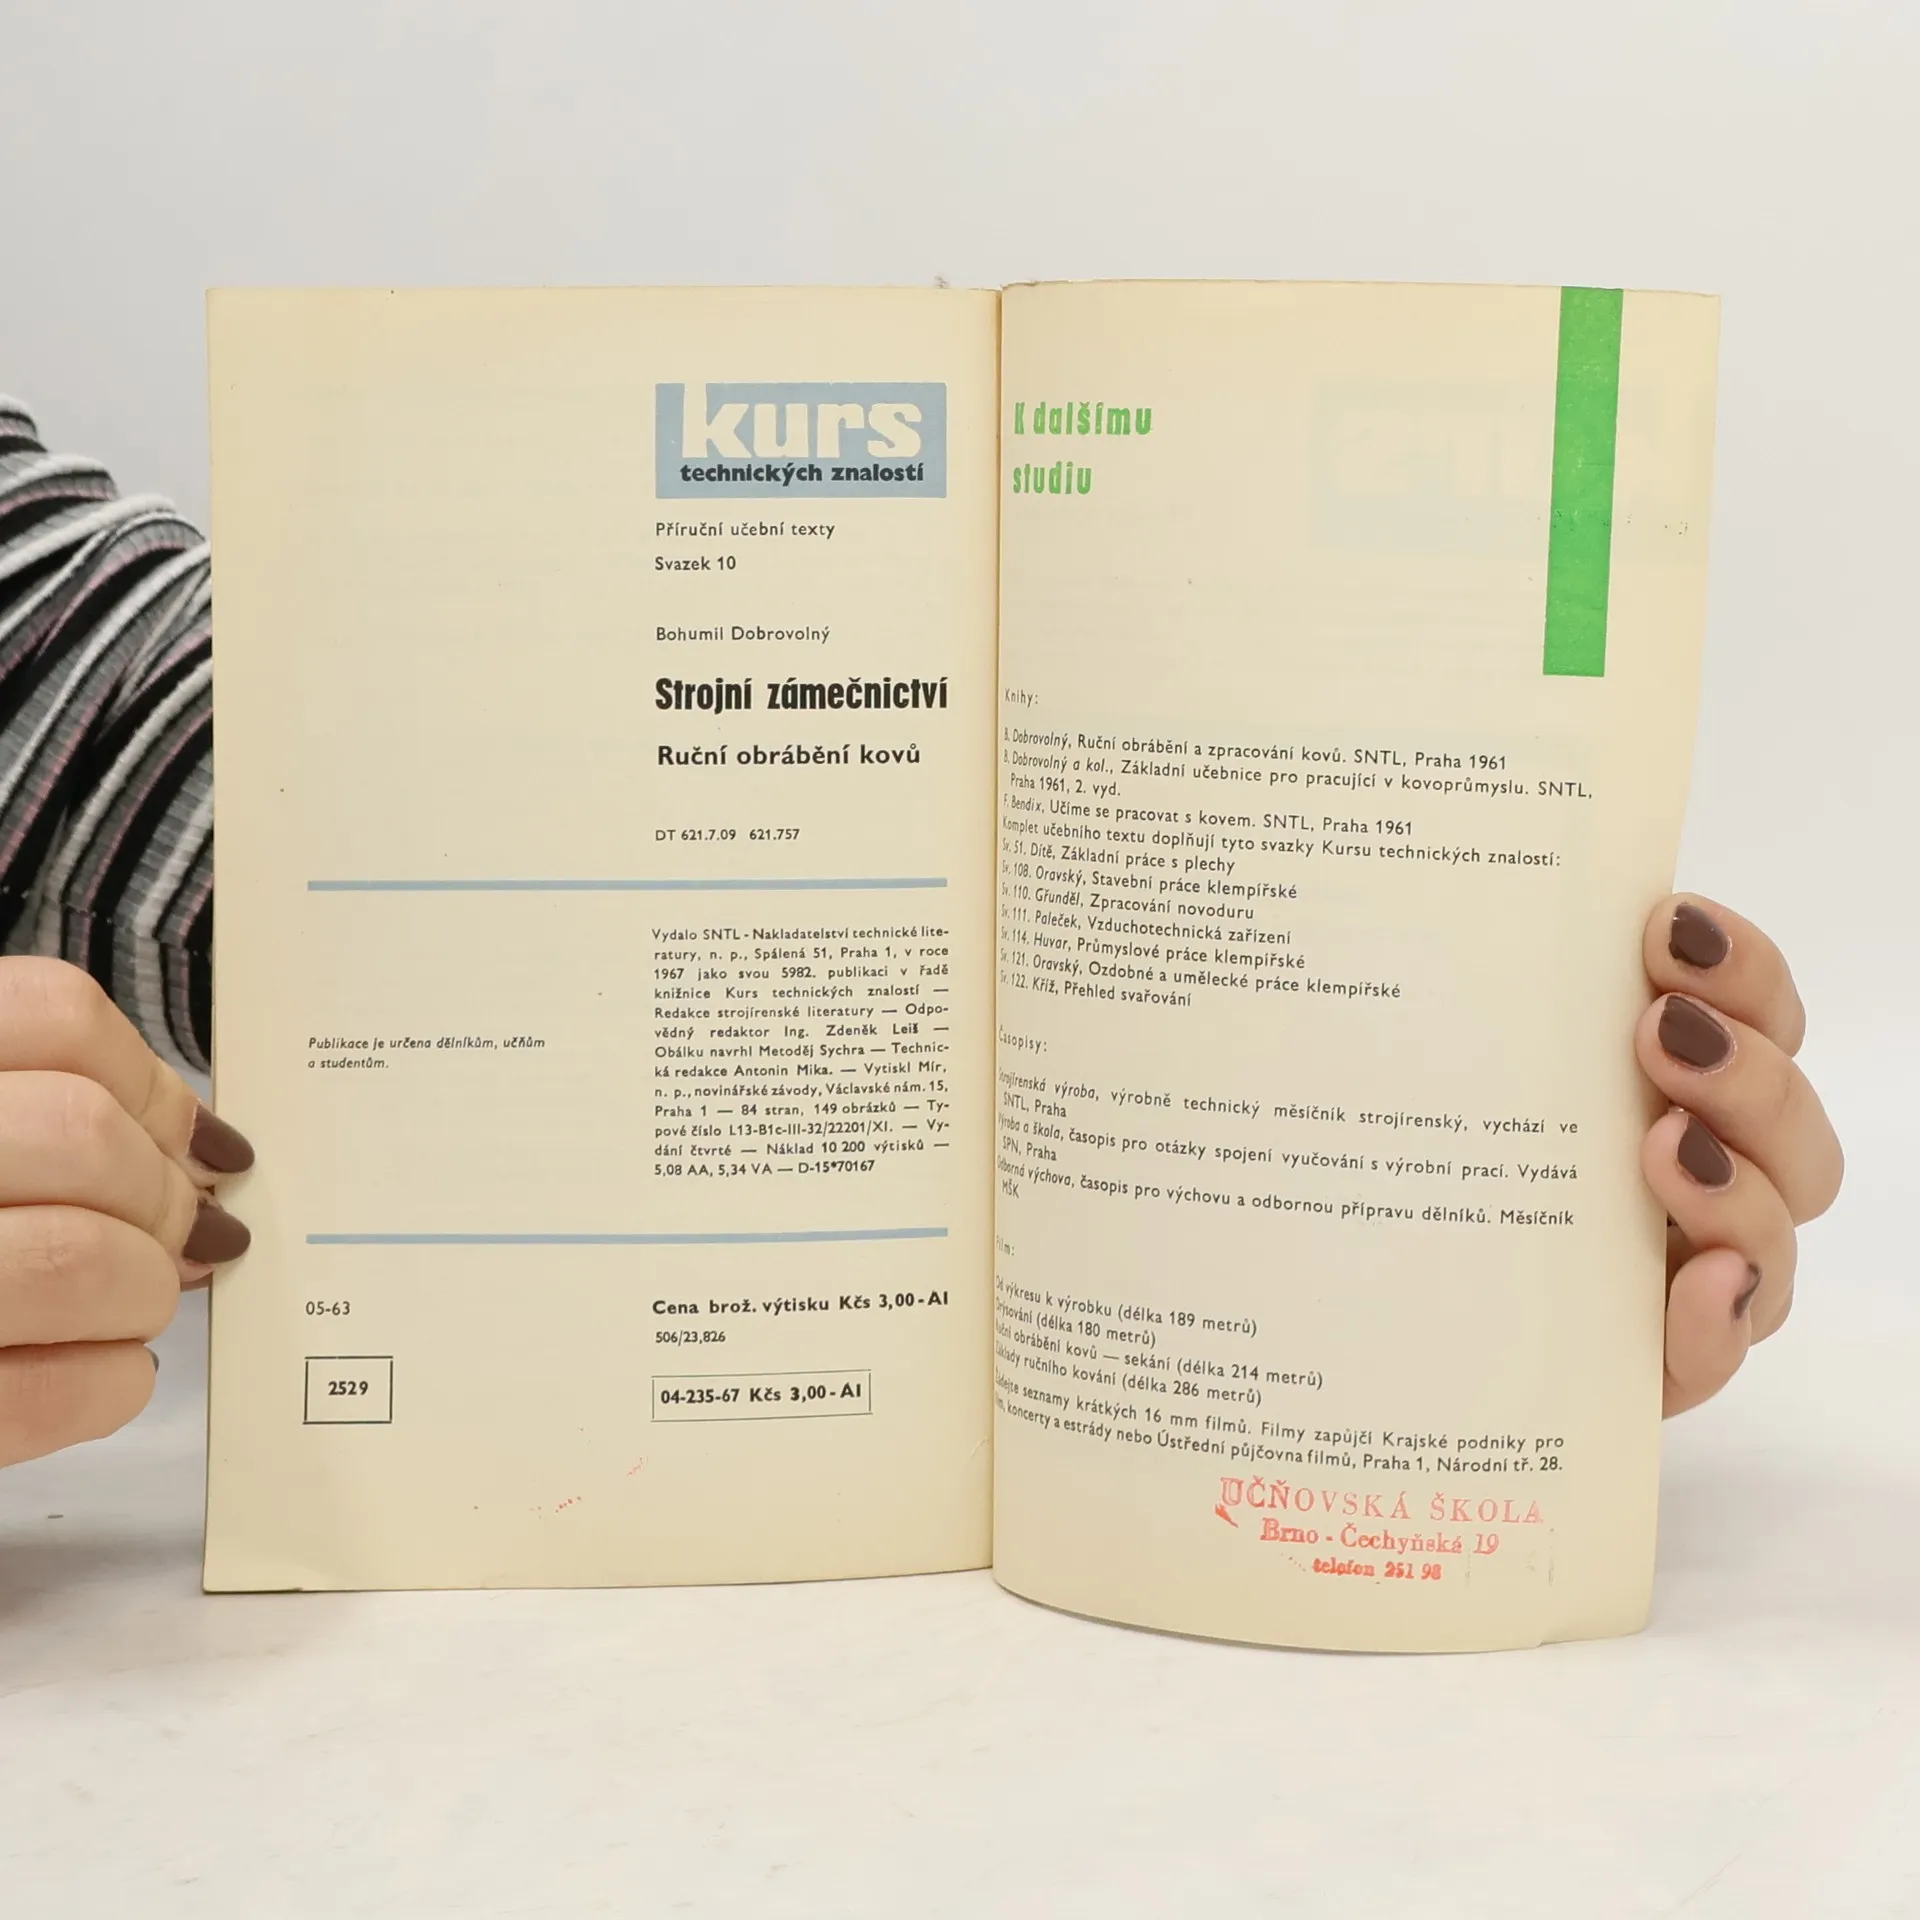 kurs
technických znalostí
Příruční učební texty
Svazek 10
Bohumil Dobrovolný
Strojní zámečnictví
Ruční obrábění kovů
DT 621.7.09 621.757
Publikace je určena dělníkům, učňům
a studentům.
Vydalo SNTL - Nakladatelství technické lite-
ratury, n. p., Spálená 51, Praha 1, v roce
1967 jako svou 5982. publikaci v řadě
knižnice Kurs technických znalostí —
Redakce strojírenské literatury — Odpo-
vědný redaktor Ing. Zdeněk Leiš —
Obálku navrhl Metoděj Sychra — Technic-
ká redakce Antonin Mika. — Vytiskl Mír,
n. p., novinářské závody, Václavské nám. 15,
Praha 1 — 84 stran, 149 obrázků — Ty-
pové číslo L13-B1c-III-32/22201/XI. — Vy-
dání čtvrté — Náklad 10 200 výtisků —
5,08 AA, 5,34 VA — D-15*70167
05-63
2529
Cena brož. výtisku Kčs 3,00-AI
506/23,826
04-235-67 Kčs 3,00-AI
K dalšímu
studiu
Knihy:
B. Dobrovolný, Ruční obrábění a zpracování kovů. SNTL, Praha 1961
B. Dobrovolný a kol., Základní učebnice pro pracující v kovoprůmyslu. SNTL,
Praha 1961, 2. vyd.
F. Bendix, Učíme se pracovat s kovem. SNTL, Praha 1961
Komplet učebního textu doplňují tyto svazky Kursu technických znalostí:
Sv. 51. Dítě, Základní práce s plechy
Sv. 108. Oravský, Stavební práce klempířské
Sv. 110. Gřunděl, Zpracování novoduru
Sv. 111. Paleček, Vzduchotechnická zařízení
Sv. 114. Huvar, Průmyslové práce klempířské
Sv. 121. Oravský, Ozdobné a umělecké práce klempířské
Sv. 122. Kříž, Přehled svařování
Časopisy:
Strojírenská výroba, výrobně technický měsíčník strojírenský, vychází ve
SNTL, Praha
Výroba a škola, časopis pro otázky spojení vyučování s výrobní prací. Vydává
SPN, Praha
Odborná výchova, časopis pro výchovu a odbornou přípravu dělníků. Měsíčník
MŠK
Film:
Od výkresu k výrobku (délka 189 metrů)
Orýsování (délka 180 metrů)
Ruční obrábění kovů — sekání (délka 214 metrů)
Základy ručního kování (délka 286 metrů)
Žádejte seznamy krátkých 16 mm filmů. Filmy zapůjčí Krajské podniky pro
film, koncerty a estrády nebo Ústřední půjčovna filmů, Praha 1, Národní tř. 28.
UČŇOVSKÁ ŠKOLA
Brno - Čechyňská 19
telefon 251 98